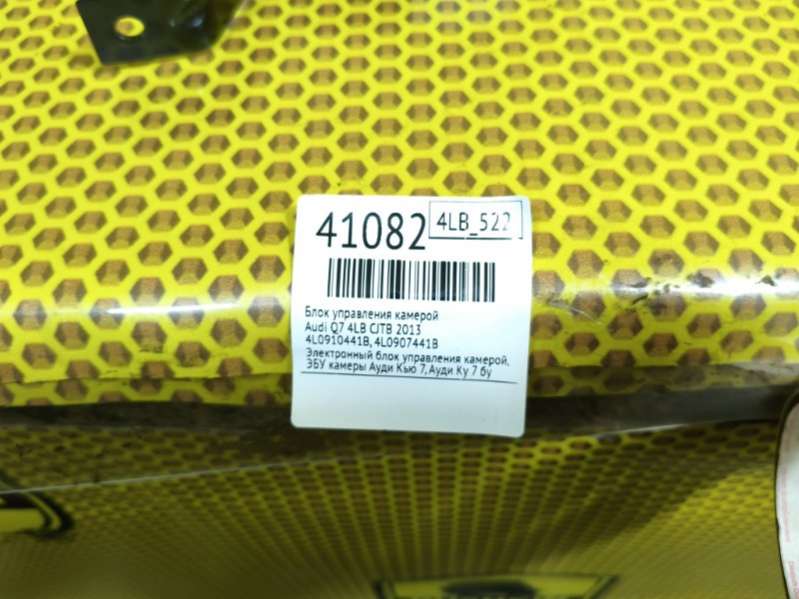 41082
4LB_522
Блок управления камерой
Audi Q7 4LB CJTB 2013
4L0910441B, 4L0907441B
Электронный блок управления камерой,
ЭБУ камеры Ауди Кью 7, Ауди Ку 7 бу